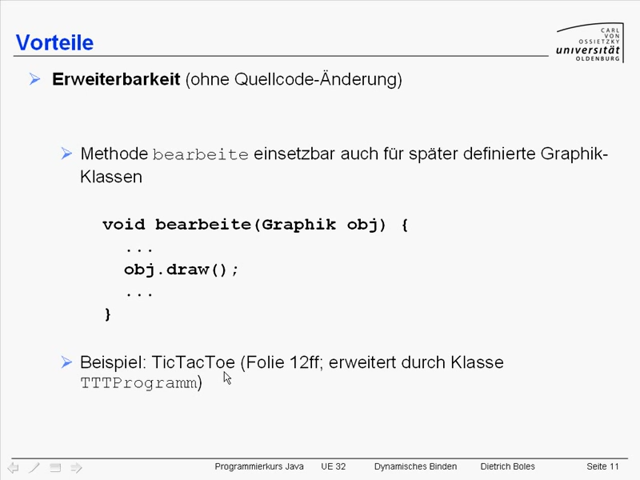 Vorteile
CARL
VON
OSSIETZKY
universität
OLDENBURG
Erweiterbarkeit (ohne Quellcode-Änderung)
Methode bearbeite einsetzbar auch für später definierte Graphik-
Klassen
void bearbeite(Graphik obj) {
...
obj.draw();
...
}
Beispiel: TicTacToe (Folie 12ff; erweitert durch Klasse
TTTProgramm)
Programmierkurs Java UE 32 Dynamisches Binden Dietrich Boles Seite 11